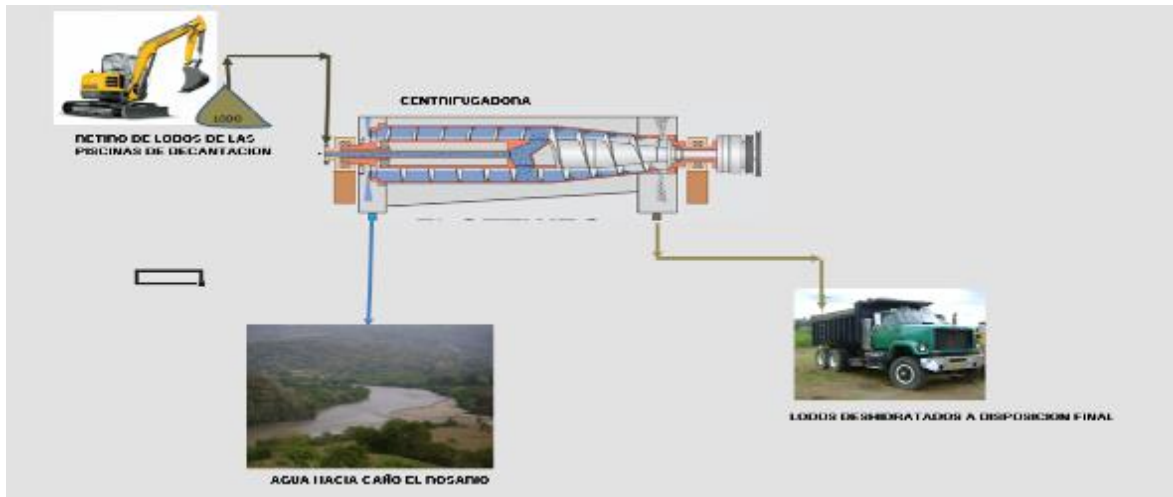 LODO
RETIRO DE LODOS DE LAS
PISCINAS DE DECANTACION
CENTRIFUGADORA
LODOS DESHIDRATADOS A DISPOSICION FINAL
AGUA HACIA CAÑO EL ROSARIO